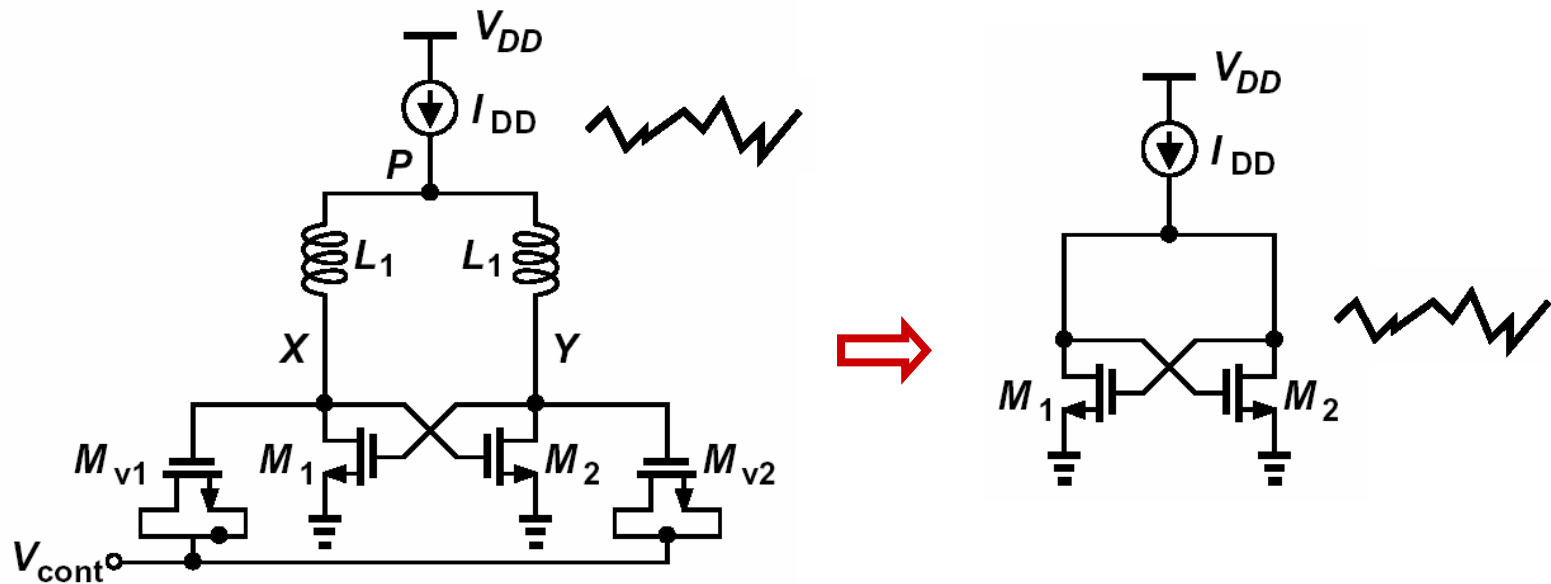 V_DD
I_DD
P
L_1 L_1
X Y
M_v1 M_1 M_2 M_v2
V_cont
V_DD
I_DD
M_1 M_2